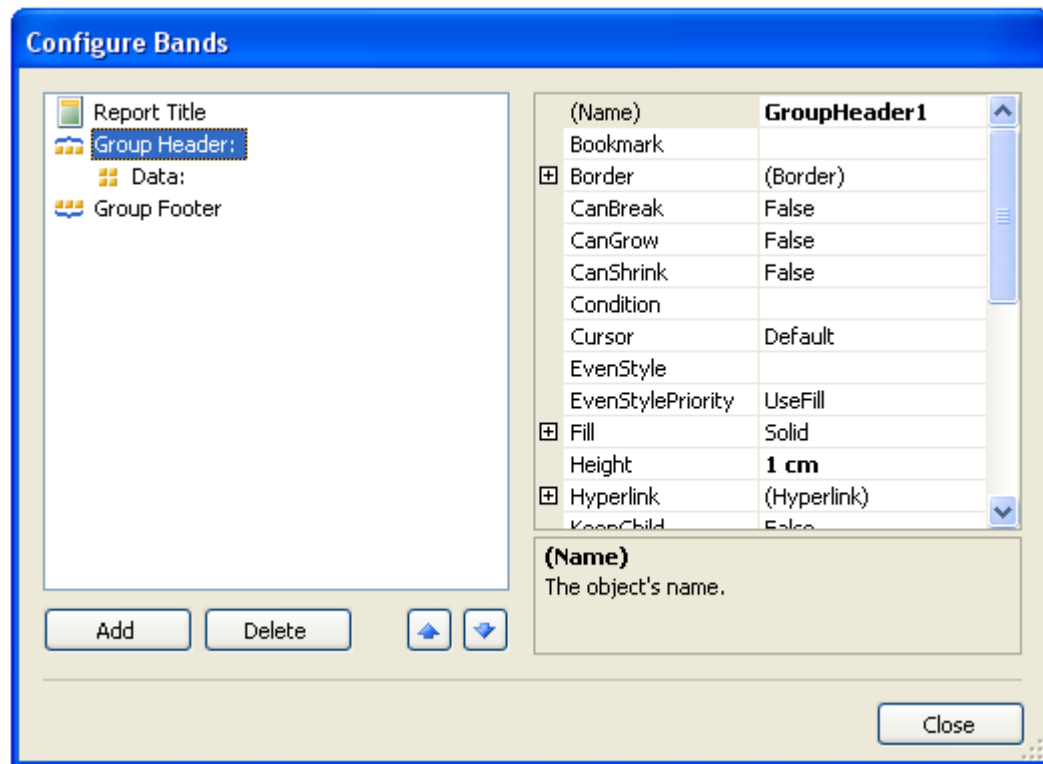 Configure Bands
Report Title
Group Header:
Data:
Group Footer
Add
Delete
(Name) GroupHeader1
Bookmark
Border (Border)
CanBreak False
CanGrow False
CanShrink False
Condition
Cursor Default
EvenStyle
EvenStylePriority UseFill
Fill Solid
Height 1 cm
Hyperlink (Hyperlink)
KeepChild False
(Name)
The object's name.
Close